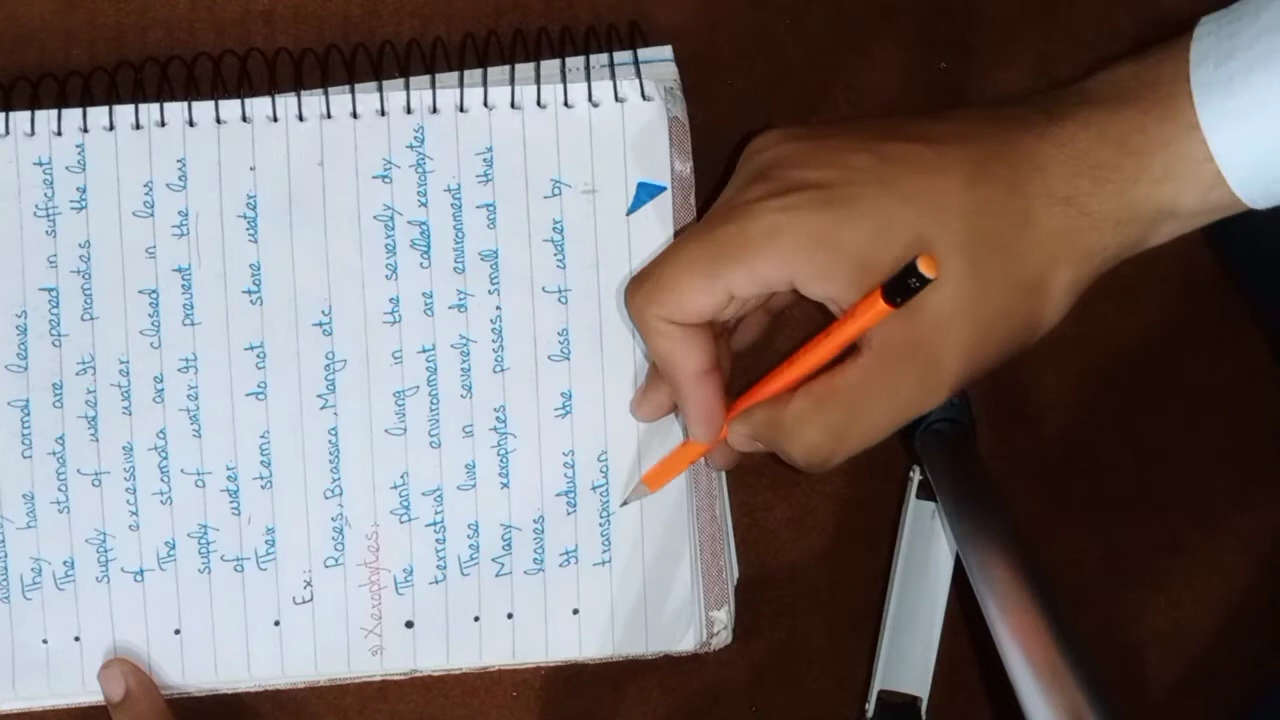 They have normal leaves.
The stomata are opened in sufficient
supply of water. It promotes the loss
of excessive water.
The stomata are closed in less
supply of water. It prevent the loss
of water.
Their stems do not store water.
Ex:
Roses, Brassica, Mango etc.
3) Xerophytes:
The plants living in the severely dry
terrestrial environment are called xerophytes
These live in severely dry environment.
Many xerophytes posses, small and thick
leaves.
It reduces the loss of water by
transpiration.